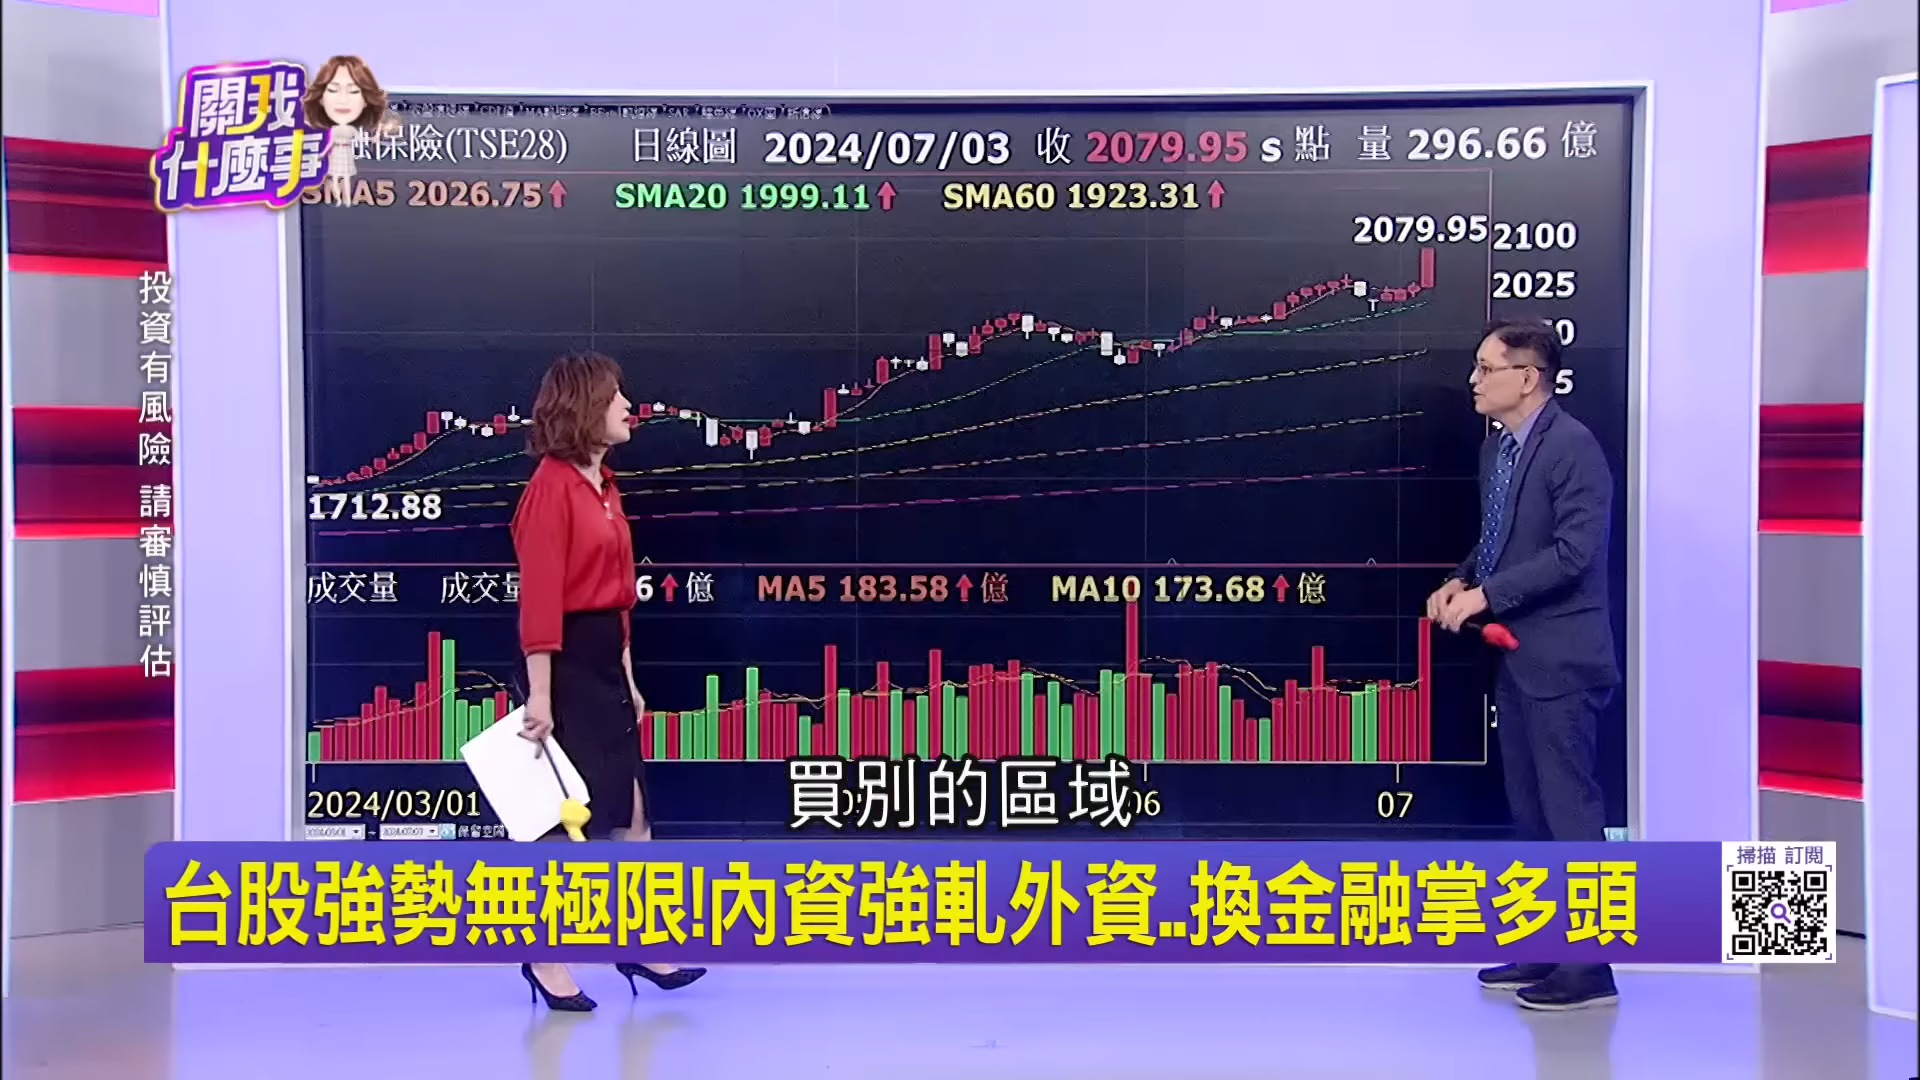 關我
什麼事
融保險(TSE28) 日線圖 2024/07/03 收 2079.95 s 點 量 296.66 億
SMA5 2026.75↑ SMA20 1999.11↑ SMA60 1923.31↑
2079.95
2100
2025
1712.88
成交量 成交量 6↑億 MA5 183.58↑億 MA10 173.68↑億
2024/03/01 06 07
投資有風險 請審慎評估
買別的區域
台股強勢無極限!內資強軋外資..換金融掌多頭
掃描 訂閱